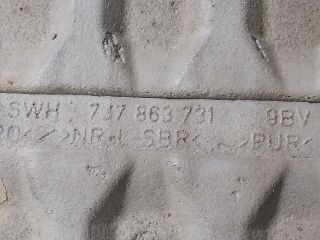 SWH 7J7 863 731 9BV
>NR+ SBR< >PUR<